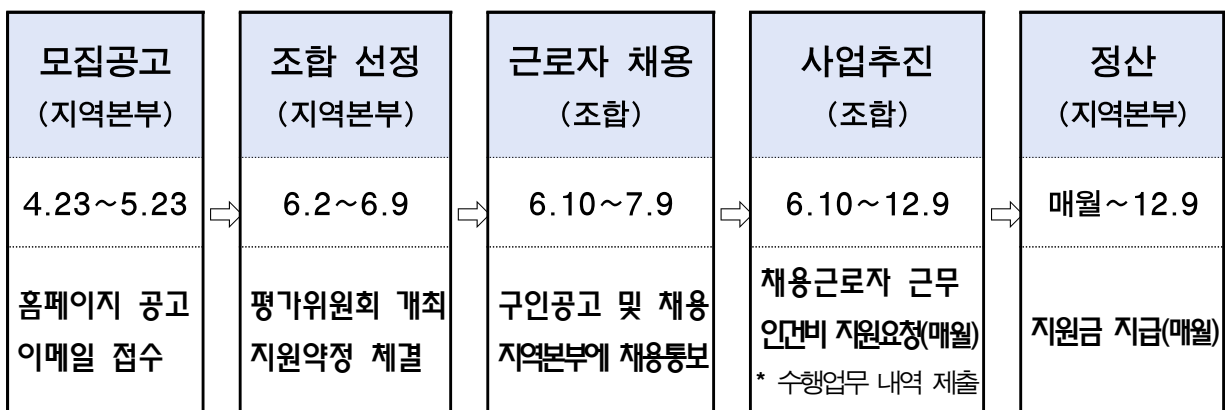 모집공고
(지역본부)
4.23~5.23
홈페이지 공고
이메일 접수
조합 선정
(지역본부)
6.2~6.9
평가위원회 개최
지원약정 체결
근로자 채용
(조합)
6.10~7.9
구인공고 및 채용
지역본부에 채용통보
사업추진
(조합)
6.10~12.9
채용근로자 근무
인건비 지원요청(매월)
* 수행업무 내역 제출
정산
(지역본부)
매월~12.9
지원금 지급(매월)